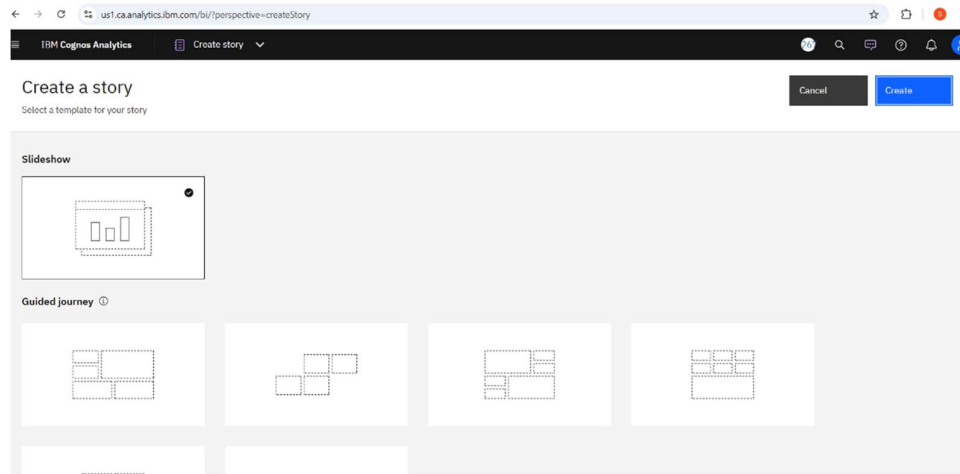 us1.ca.analytics.ibm.com/bi/?perspective=createStory
S
IBM Cognos Analytics
Create story
Create a story
Select a template for your story
Cancel
Create
Slideshow
Guided journey